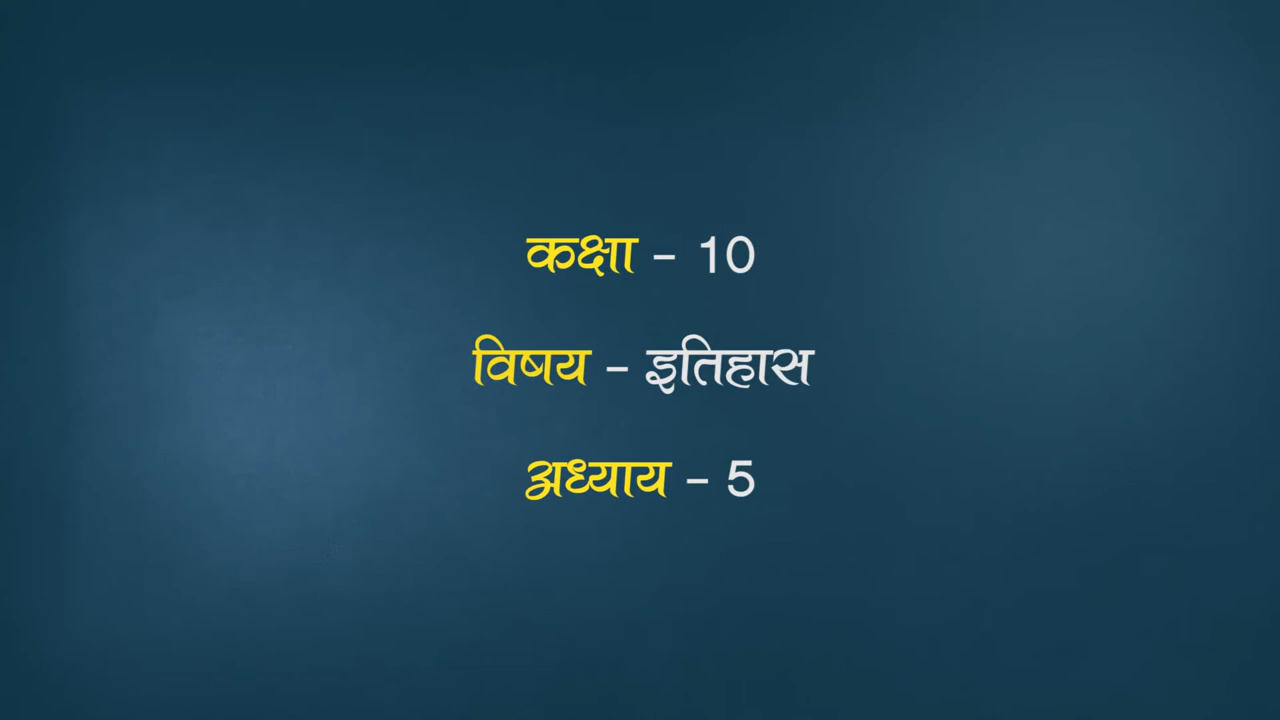 कक्षा – 10
विषय – इतिहास
अध्याय – 5